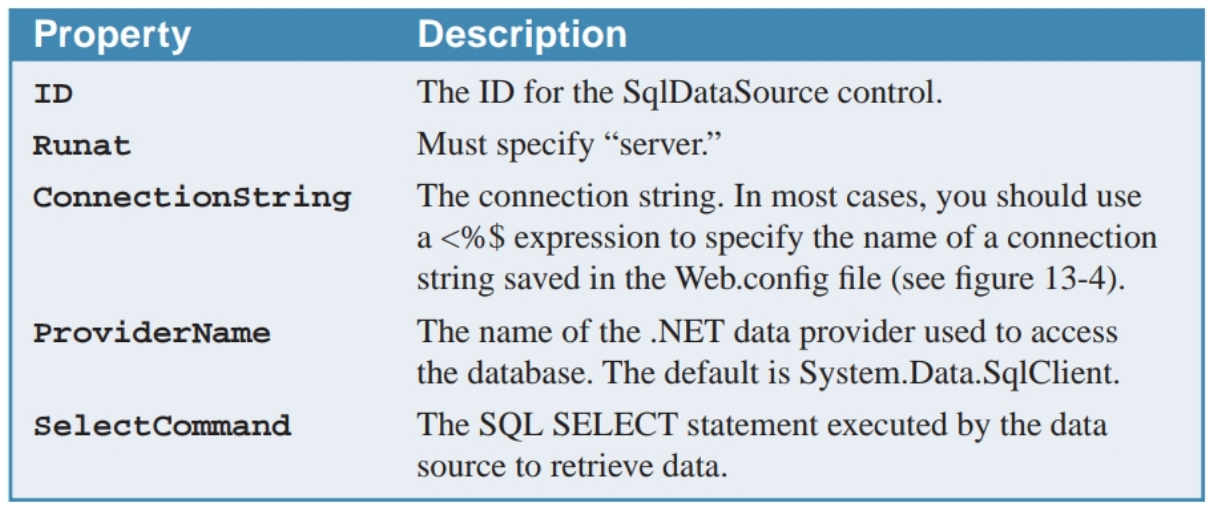 Property Description
ID The ID for the SqlDataSource control.
Runat Must specify “server.”
ConnectionString The connection string. In most cases, you should use
a <%$ expression to specify the name of a connection
string saved in the Web.config file (see figure 13-4).
ProviderName The name of the .NET data provider used to access
the database. The default is System.Data.SqlClient.
SelectCommand The SQL SELECT statement executed by the data
source to retrieve data.